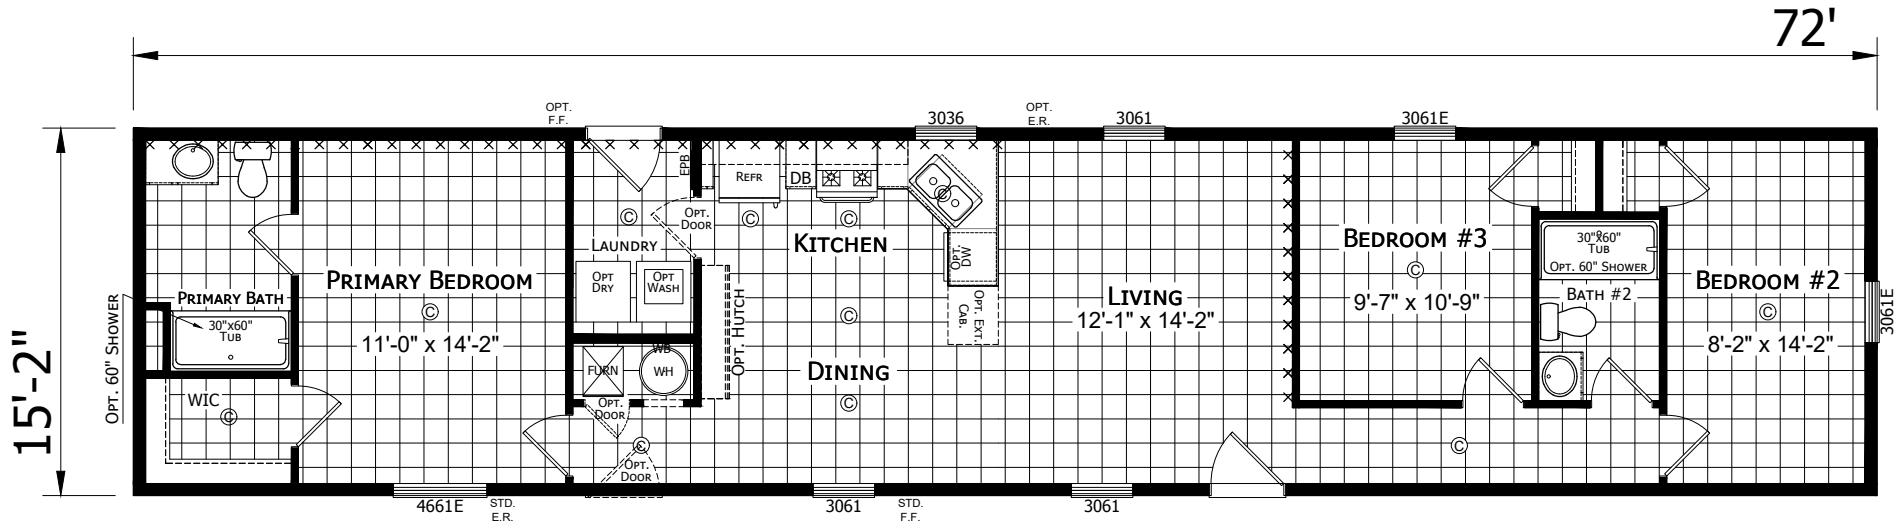 72'
15'-2"
OPT.
F.F.
3036
OPT.
E.R.
3061
3061E
OPT. 60" SHOWER
PRIMARY BATH
30"x60"
TUB
WIC
©
PRIMARY BEDROOM
©
11'-0" x 14'-2"
4661E
STD.
E.R.
EPB
©
OPT.
DOOR
LAUNDRY
OPT
DRY
OPT
WASH
WB
FURN
WH
OPT.
DOOR
©
OPT.
DOOR
OPT. HUTCH
REFR
DB
©
©
©
KITCHEN
OPT.
DW
OPT. EXT.
CAB.
©
DINING
©
3061
STD.
F.F.
LIVING
12'-1" x 14'-2"
3061
BEDROOM #3
©
9'-7" x 10'-9"
30"x60"
TUB
OPT. 60" SHOWER
BATH #2
©
BEDROOM #2
©
8'-2" x 14'-2"
3061E